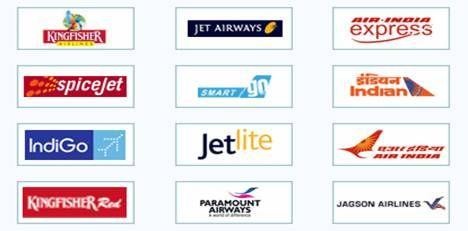 KINGFISHER
AIRLINES
JET AIRWAYS
AIR-INDIA
express
spicejet
SMART go
इंडियन
Indian
IndiGo
Jetlite
एअर इंडिया
AIR INDIA
KINGFISHER Red
PARAMOUNT
AIRWAYS
A world of difference
JAGSON AIRLINES